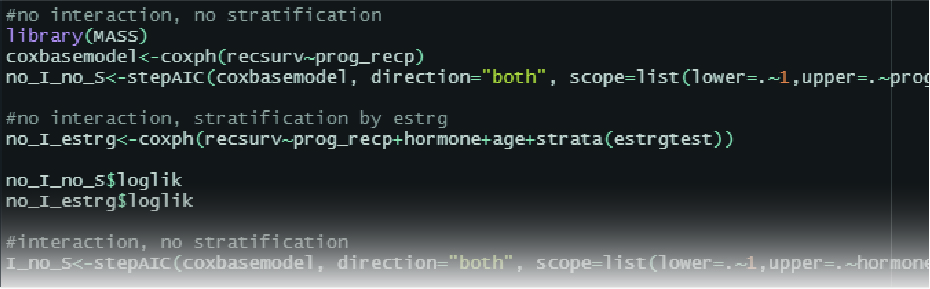 #no interaction, no stratification
library(MASS)
coxbasemodel<-coxph(recsurv~prog_recp)
no_I_no_S<-stepAIC(coxbasemodel, direction="both", scope=list(lower=.~1,upper=.~prog
#no interaction, stratification by estrg
no_I_estrg<-coxph(recsurv~prog_recp+hormone+age+strata(estrgtest))
no_I_no_S$loglik
no_I_estrg$loglik
#interaction, no stratification
I_no_S<-stepAIC(coxbasemodel, direction="both", scope=list(lower=.~1,upper=.~hormone